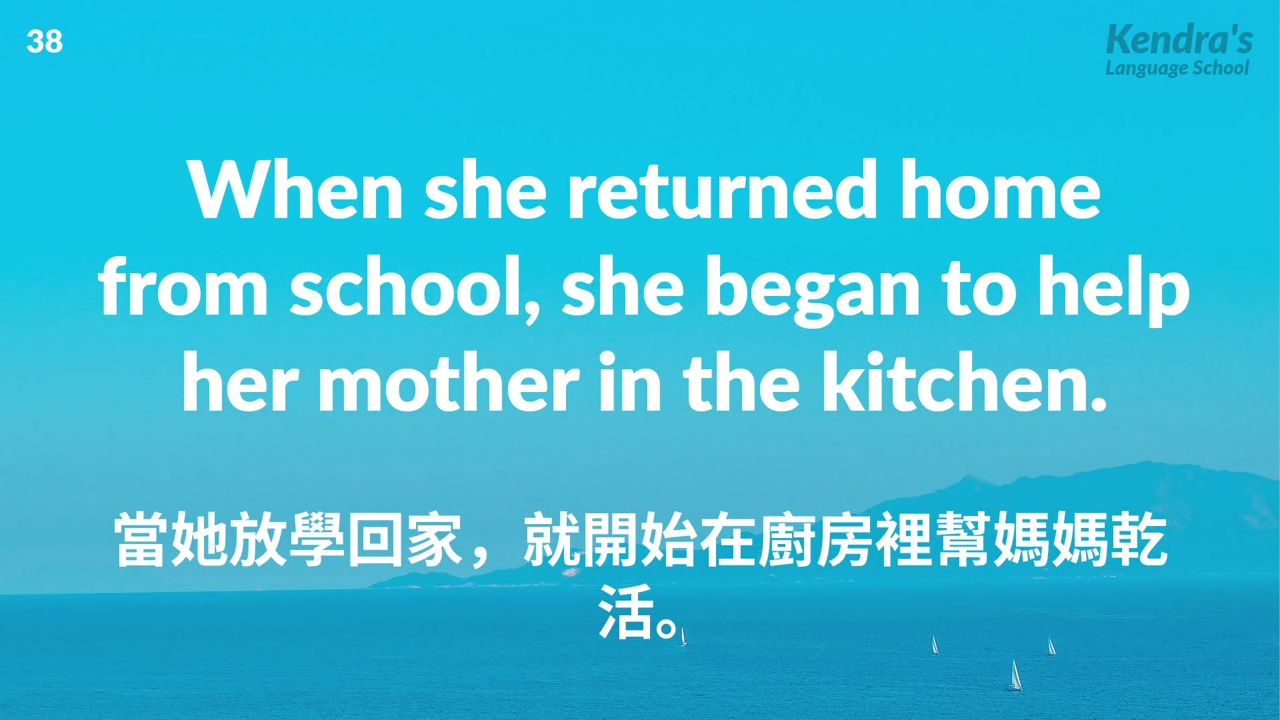 38
Kendra's
Language School
When she returned home
from school, she began to help
her mother in the kitchen.
當她放學回家，就開始在廚房裡幫媽媽乾
活。